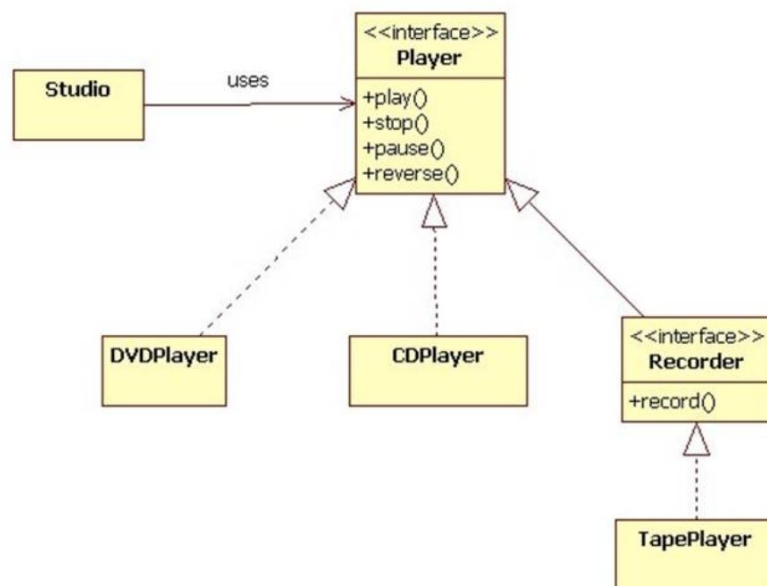 <<interface>>
Player
Studio
uses
+play()
+stop()
+pause()
+reverse()
DVDPlayer
CDPlayer
<<interface>>
Recorder
+record()
TapePlayer